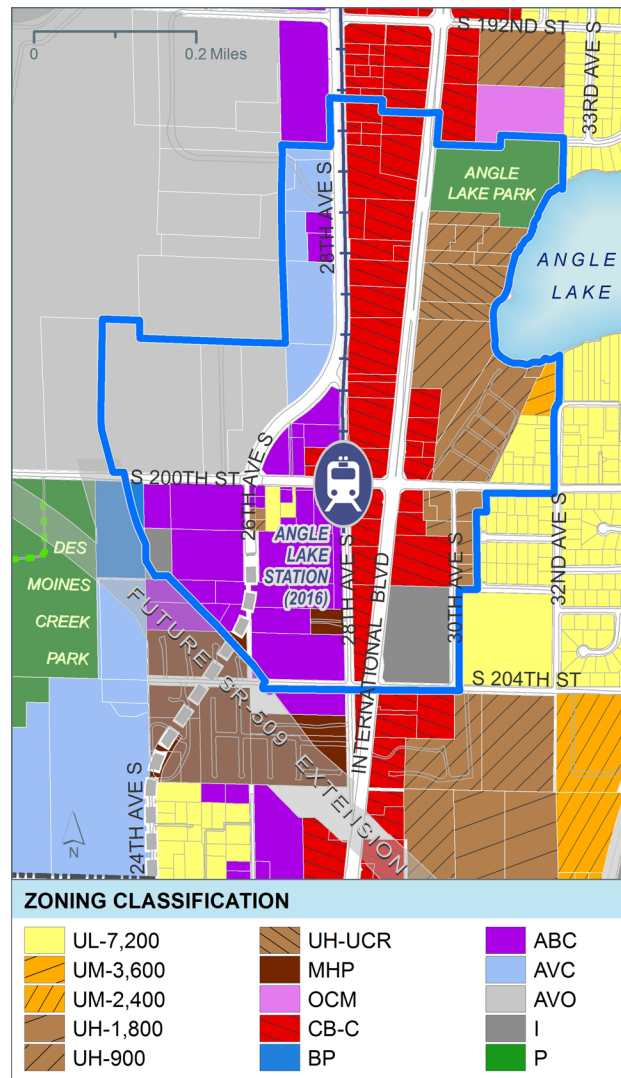 S 192ND ST
0
0.2 Miles
33RD AVE S
ANGLE
LAKE PARK
28TH AVE S
ANGLE
LAKE
26TH AVE S
S 200TH ST
ANGLE
LAKE
STATION
(2016)
28TH AVE S
INTERNATIONAL BLVD
30TH AVE S
32ND AVE S
DES
MOINES
CREEK
PARK
FUTURE SR-509 EXTENSION
S 204TH ST
24TH AVE S
N
ZONING CLASSIFICATION
UL-7,200
UM-3,600
UM-2,400
UH-1,800
UH-900
UH-UCR
MHP
OCM
CB-C
BP
ABC
AVC
AVO
I
P